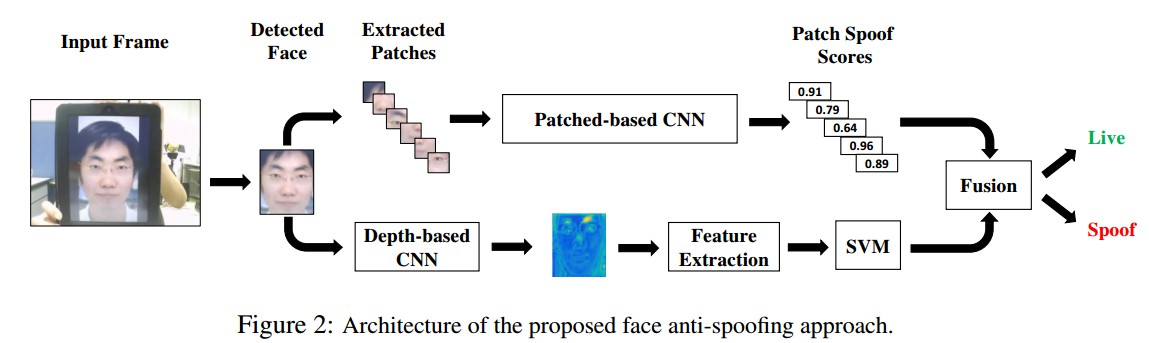 Input Frame
Detected
Face
Extracted
Patches
Patch Spoof
Scores
Patched-based CNN
0.91
0.79
0.64
0.96
0.89
Live
Fusion
Spoof
Depth-based
CNN
Feature
Extraction
SVM
Figure 2: Architecture of the proposed face anti-spoofing approach.